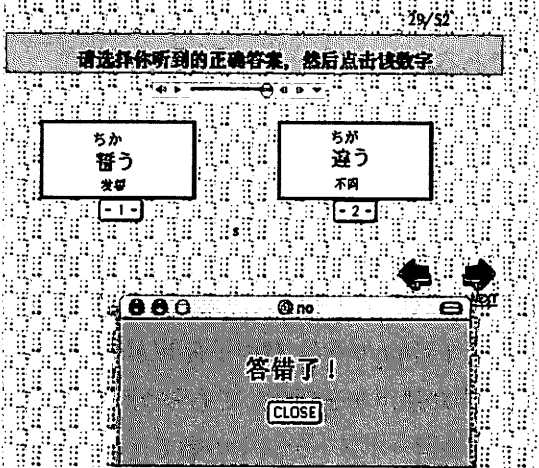 29/52
请选择你听到的正确答案，然后点击该数字
ちか
誓う
发誓
- 1 -
ちが
違う
不同
- 2 -
s
NEXT
no
答错了！
CLOSE